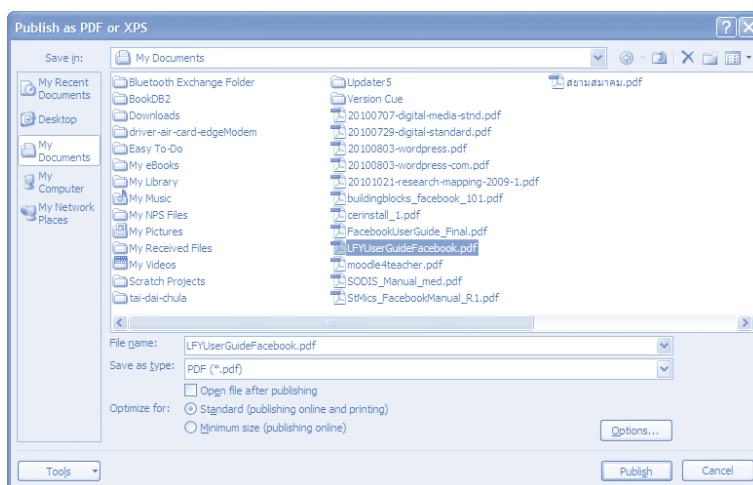 Publish as PDF or XPS
Save in:
My Documents
My Recent
Documents
Desktop
My
Documents
My
Computer
My Network
Places
Bluetooth Exchange Folder
BookDB2
Downloads
driver-air-card-edgeModem
Easy To-Do
My eBooks
My Library
My Music
My NPS Files
My Pictures
My Received Files
My Videos
Scratch Projects
tai-dai-chula
Updater5
Version Cue
20100707-digital-media-stnd.pdf
20100729-digital-standard.pdf
20100803-wordpress.pdf
20100803-wordpress-com.pdf
20101021-research-mapping-2009-1.pdf
buildingblocks_facebook_101.pdf
cerinstall_1.pdf
FacebookUserGuide_Final.pdf
LFYUserGuideFacebook.pdf
moodle4teacher.pdf
SODIS_Manual_med.pdf
StMics_FacebookManual_R1.pdf
สยามสมาคม.pdf
File name:
LFYUserGuideFacebook.pdf
Save as type:
PDF (*.pdf)
Open file after publishing
Optimize for:
Standard (publishing online and printing)
Minimum size (publishing online)
Options...
Tools
Publish
Cancel